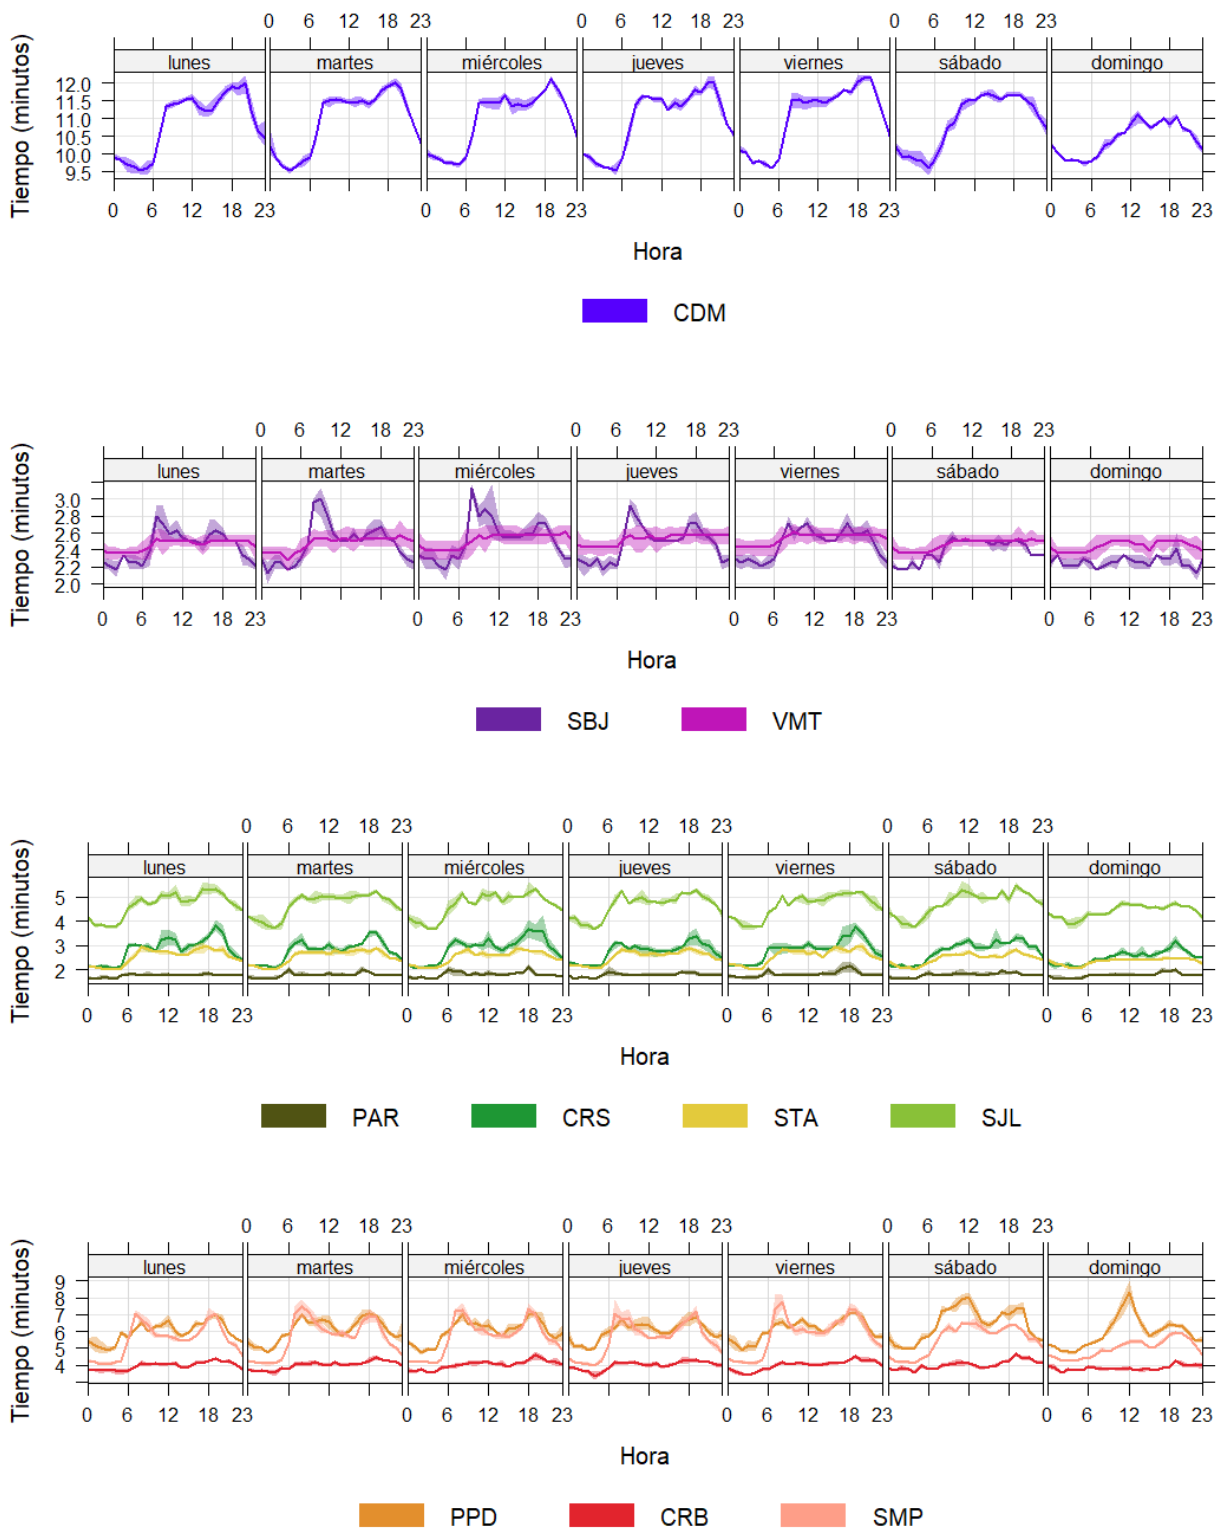 0 6 12 18 23 0 6 12 18 23 0 6 12 18 23
lunes martes miércoles jueves viernes sábado domingo
Tiempo (minutos)
12.0
11.5
11.0
10.0
9.5
0 6 12 18 23 0 6 12 18 23 0 6 12 18 23 0 6 12 18 23
Hora
CDM
0 6 12 18 23 0 6 12 18 23 0 6 12 18 23
lunes martes miércoles jueves viernes sábado domingo
Tiempo (minutos)
3.0
2.8
2.6
2.4
2.2
2.0
0 6 12 18 23 0 6 12 18 23 0 6 12 18 23 0 6 12 18 23
Hora
SBJ VMT
0 6 12 18 23 0 6 12 18 23 0 6 12 18 23
lunes martes miércoles jueves viernes sábado domingo
Tiempo (minutos)
5
4
3
2
0 6 12 18 23 0 6 12 18 23 0 6 12 18 23 0 6 12 18 23
Hora
PAR CRS STA SJL
0 6 12 18 23 0 6 12 18 23 0 6 12 18 23
lunes martes miércoles jueves viernes sábado domingo
Tiempo (minutos)
9
8
7
6
5
4
0 6 12 18 23 0 6 12 18 23 0 6 12 18 23 0 6 12 18 23
Hora
PPD CRB SMP